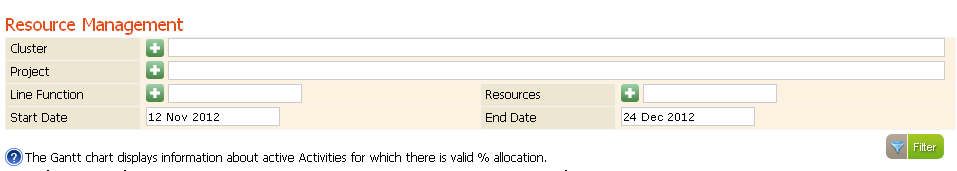 Resource Management
Cluster
Project
Line Function Resources
Start Date 12 Nov 2012 End Date 24 Dec 2012
Filter
The Gantt chart displays information about active Activities for which there is valid % allocation.